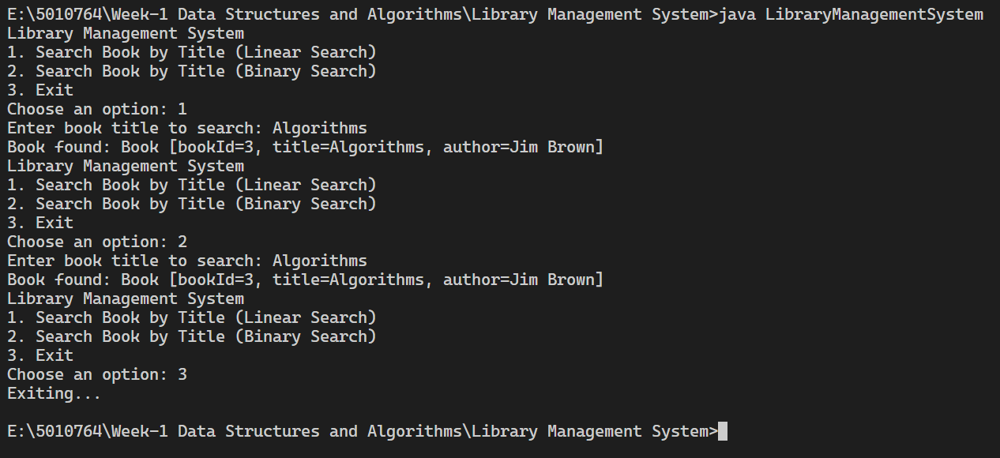 E:\5010764\Week-1 Data Structures and Algorithms\Library Management System>java LibraryManagementSystem
Library Management System
1. Search Book by Title (Linear Search)
2. Search Book by Title (Binary Search)
3. Exit
Choose an option: 1
Enter book title to search: Algorithms
Book found: Book [bookId=3, title=Algorithms, author=Jim Brown]
Library Management System
1. Search Book by Title (Linear Search)
2. Search Book by Title (Binary Search)
3. Exit
Choose an option: 2
Enter book title to search: Algorithms
Book found: Book [bookId=3, title=Algorithms, author=Jim Brown]
Library Management System
1. Search Book by Title (Linear Search)
2. Search Book by Title (Binary Search)
3. Exit
Choose an option: 3
Exiting...
E:\5010764\Week-1 Data Structures and Algorithms\Library Management System>